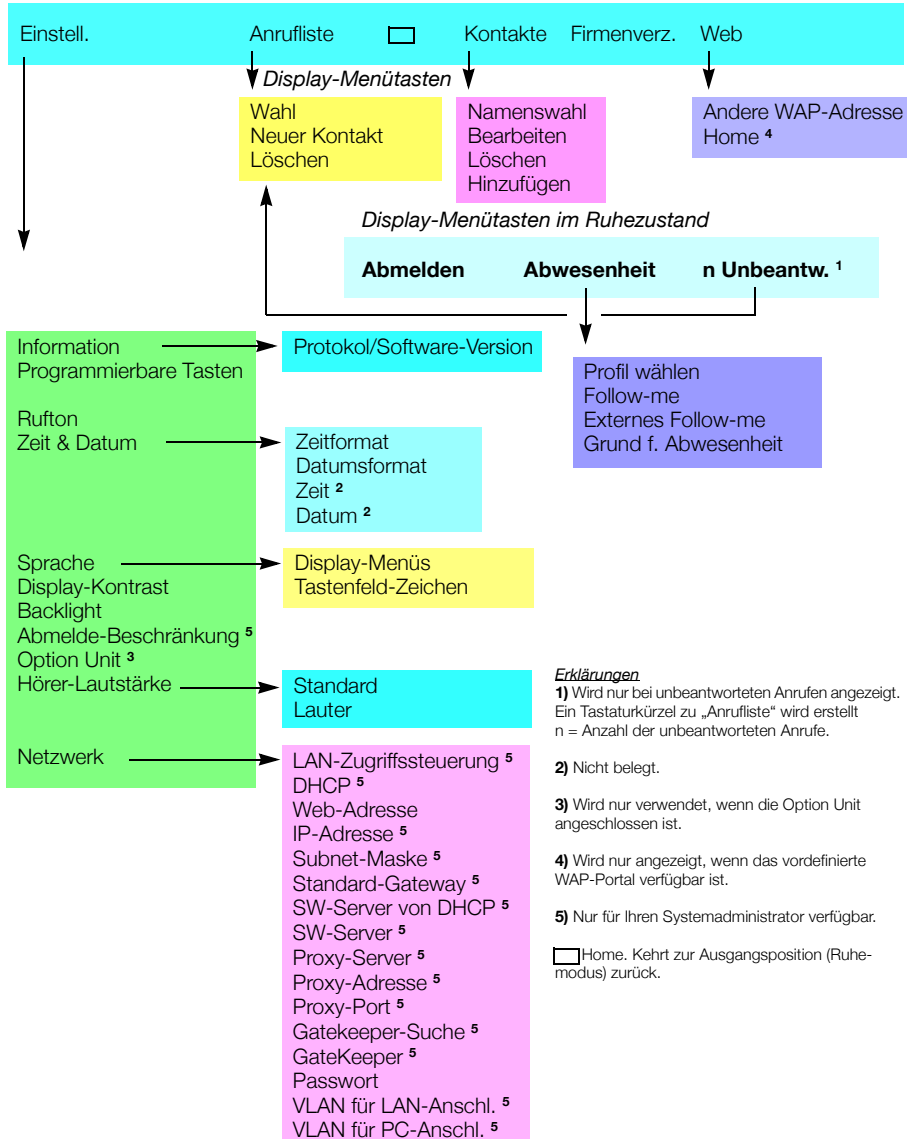 Einstell. Anrufliste Kontakte Firmenverz. Web
Display-Menütasten
Wahl
Neuer Kontakt
Löschen
Namenswahl
Bearbeiten
Löschen
Hinzufügen
Andere WAP-Adresse
Home 4
Display-Menütasten im Ruhezustand
Abmelden Abwesenheit n Unbeantw. 1
Information
Programmierbare Tasten
Rufton
Zeit & Datum
Sprache
Display-Kontrast
Backlight
Abmelde-Beschränkung 5
Option Unit 3
Hörer-Lautstärke
Netzwerk
Protokol/Software-Version
Profil wählen
Follow-me
Externes Follow-me
Grund f. Abwesenheit
Zeitformat
Datumsformat
Zeit 2
Datum 2
Display-Menüs
Tastenfeld-Zeichen
Standard
Lauter
LAN-Zugriffssteuerung 5
DHCP 5
Web-Adresse
IP-Adresse 5
Subnet-Maske 5
Standard-Gateway 5
SW-Server von DHCP 5
SW-Server 5
Proxy-Server 5
Proxy-Adresse 5
Proxy-Port 5
Gatekeeper-Suche 5
GateKeeper 5
Passwort
VLAN für LAN-Anschl. 5
VLAN für PC-Anschl. 5
Erklärungen
1) Wird nur bei unbeantworteten Anrufen angezeigt.
Ein Tastaturkürzel zu „Anrufliste“ wird erstellt
n = Anzahl der unbeantworteten Anrufe.
2) Nicht belegt.
3) Wird nur verwendet, wenn die Option Unit
angeschlossen ist.
4) Wird nur angezeigt, wenn das vordefinierte
WAP-Portal verfügbar ist.
5) Nur für Ihren Systemadministrator verfügbar.
Home. Kehrt zur Ausgangsposition (Ruhe-
modus) zurück.